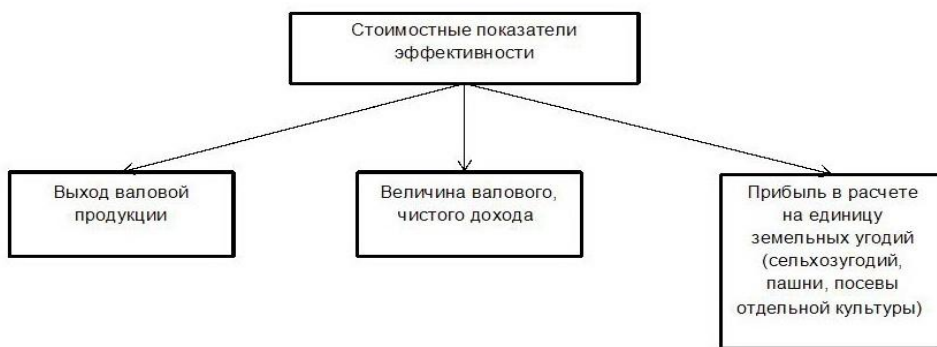 Стоимостные показатели
эффективности
Выход валовой
продукции
Величина валового,
чистого дохода
Прибыль в расчете
на единицу
земельных угодий
(сельхозугодий,
пашни, посевы
отдельной культуры)